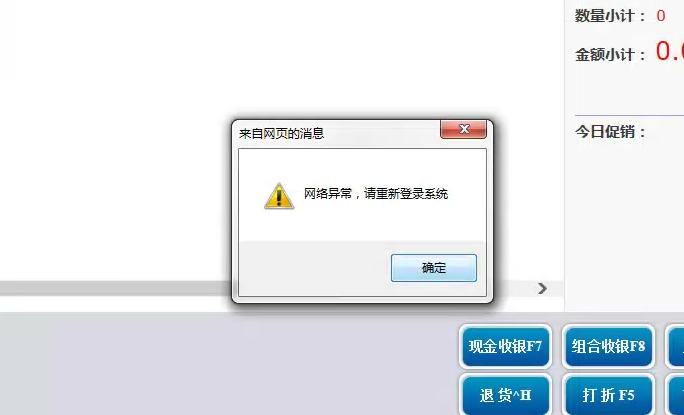 数量小计： 0
金额小计： 0.
今日促销：
来自网页的消息
网络异常，请重新登录系统
确定
现金收银F7
组合收银F8
退 货^H
打 折 F5